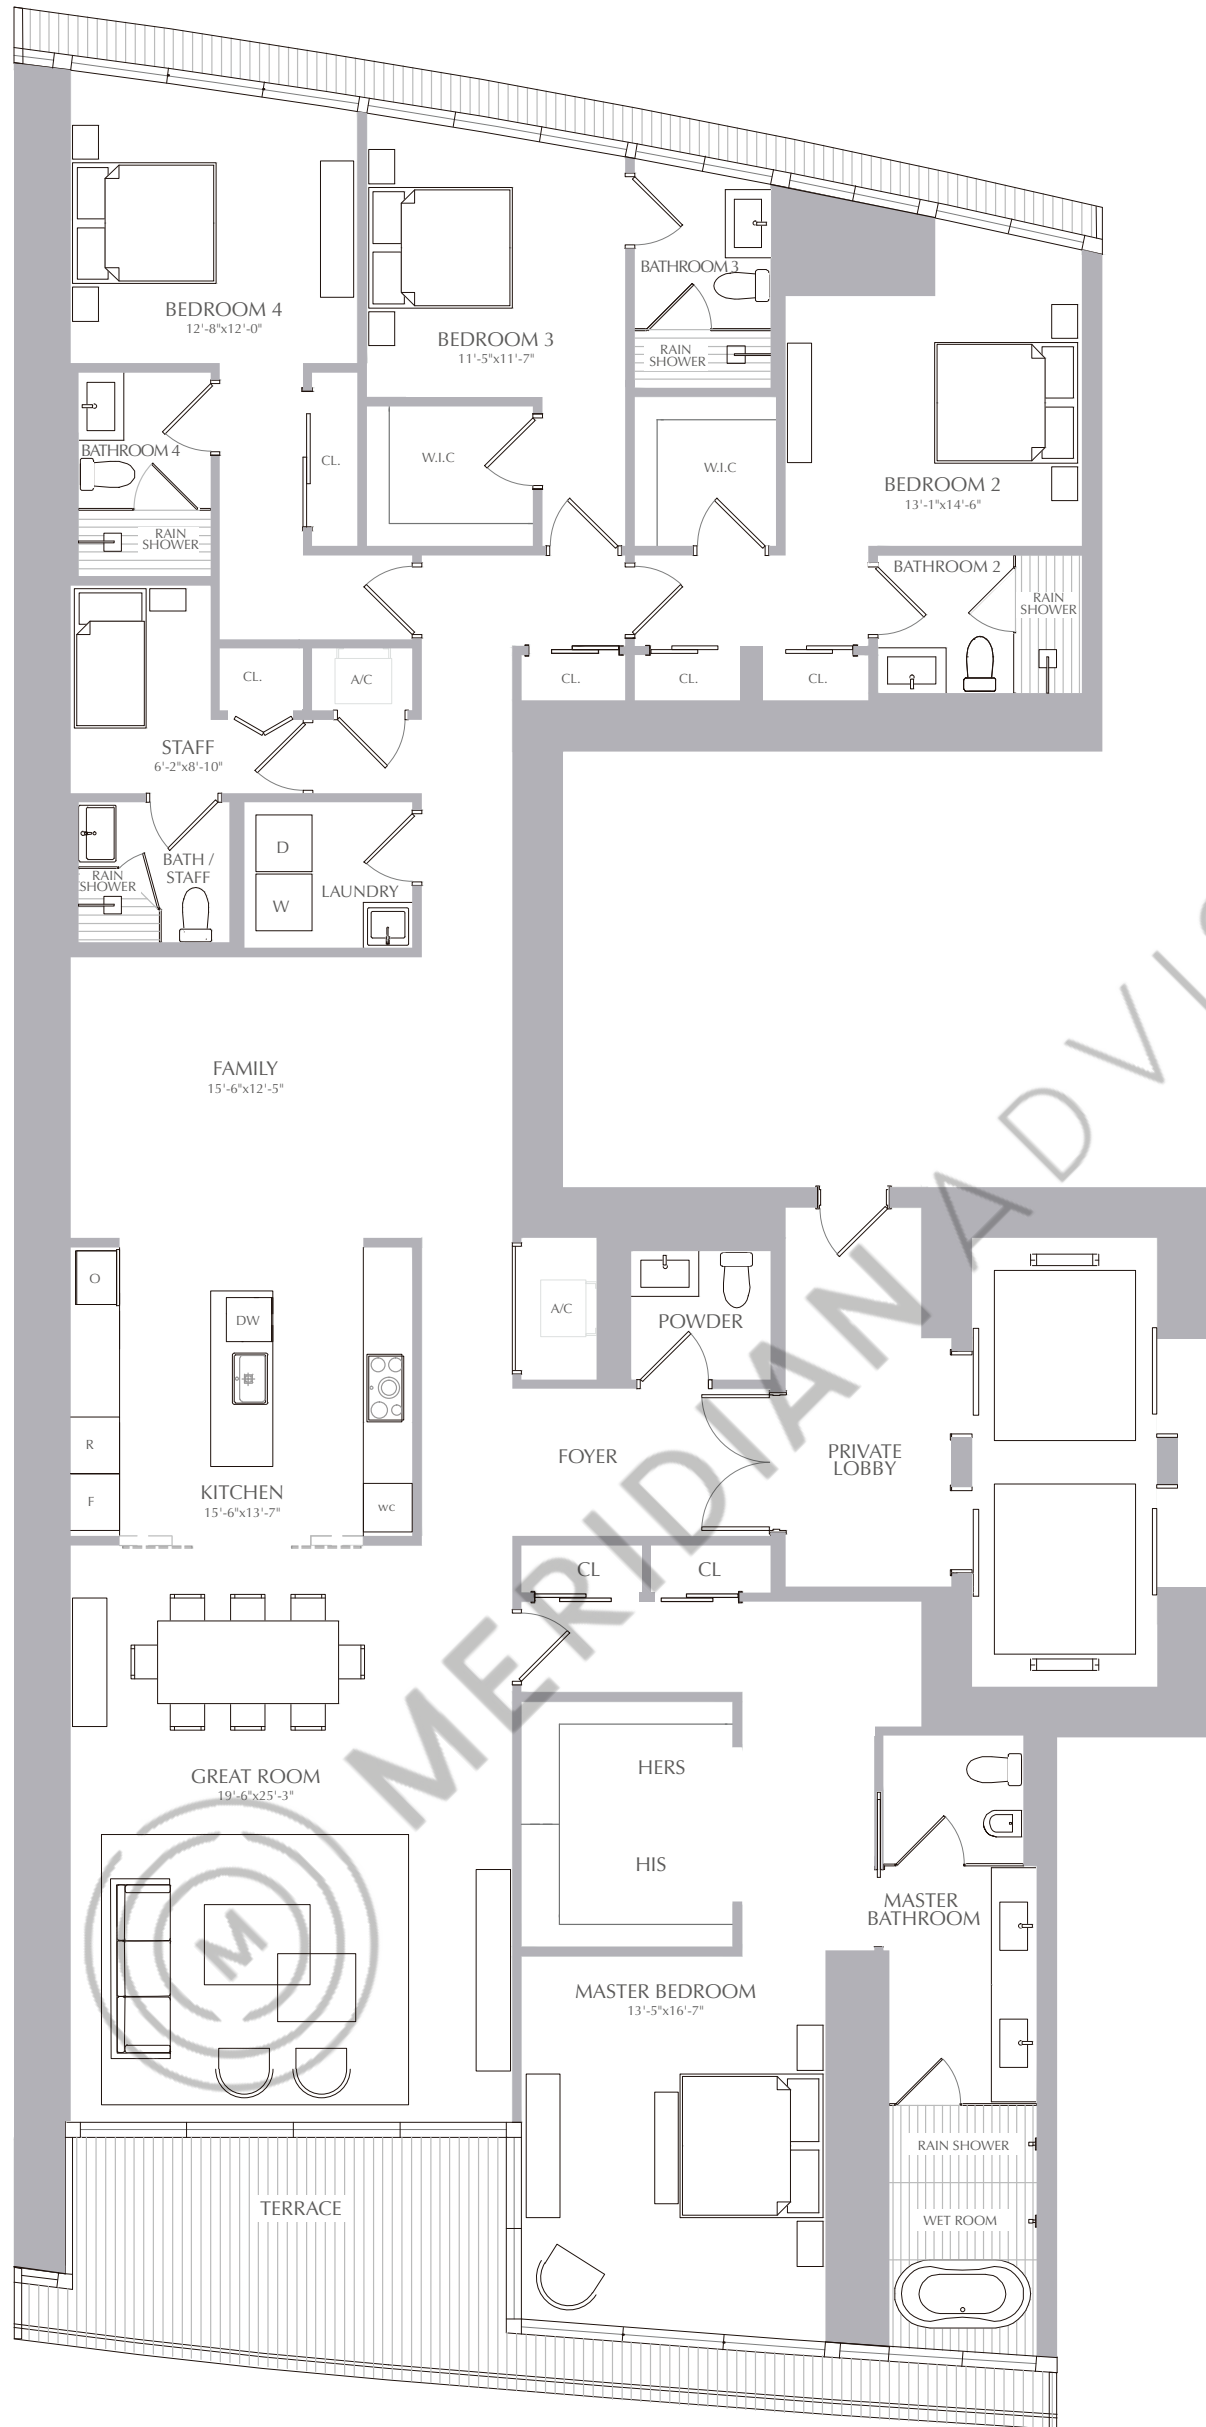 BEDROOM 4
12'-8"x12'-0"
BEDROOM 3
11'-5"x11'-7"
BATHROOM 3
RAIN
SHOWER
BATHROOM 4
CL.
W.I.C
W.I.C
BEDROOM 2
13'-1"x14'-6"
RAIN
SHOWER
BATHROOM 2
RAIN
SHOWER
CL.
A/C
CL.
CL.
CL.
STAFF
6'-2"x8'-10"
D
BATH /
STAFF
RAIN
SHOWER
W
LAUNDRY
FAMILY
15'-6"x12'-5"
O
DW
A/C
POWDER
R
F
KITCHEN
15'-6"x13'-7"
WC
FOYER
PRIVATE
LOBBY
CL
CL
GREAT ROOM
19'-6"x25'-3"
HERS
HIS
MASTER
BATHROOM
MASTER BEDROOM
13'-5"x16'-7"
RAIN SHOWER
WET ROOM
TERRACE
M
MERIDIAN ADVIS